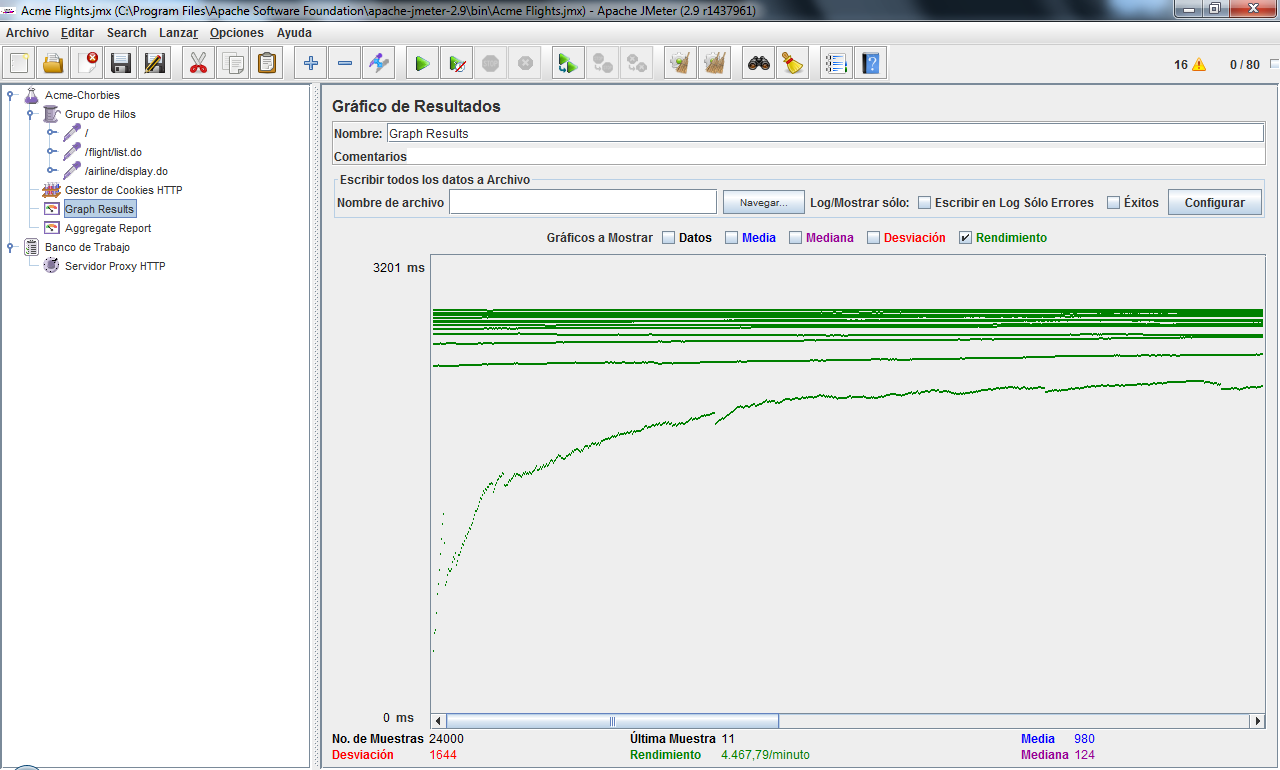 Acme Flights.jmx (C:\Program Files\Apache Software Foundation\apache-jmeter-2.9\bin\Acme Flights.jmx) - Apache JMeter (2.9 r1437961)
Archivo Editar Search Lanzar Opciones Ayuda
16 0 / 80
Acme-Chorbies
Grupo de Hilos
/
/flight/list.do
/airline/display.do
Gestor de Cookies HTTP
Graph Results
Aggregate Report
Banco de Trabajo
Servidor Proxy HTTP
Gráfico de Resultados
Nombre: Graph Results
Comentarios
Escribir todos los datos a Archivo
Nombre de archivo Navegar... Log/Mostrar sólo: Escribir en Log Sólo Errores Éxitos Configurar
Gráficos a Mostrar Datos Media Mediana Desviación Rendimiento
3201 ms
0 ms
No. de Muestras 24000 Última Muestra 11 Media 980
Desviación 1644 Rendimiento 4.467,79/minuto Mediana 124